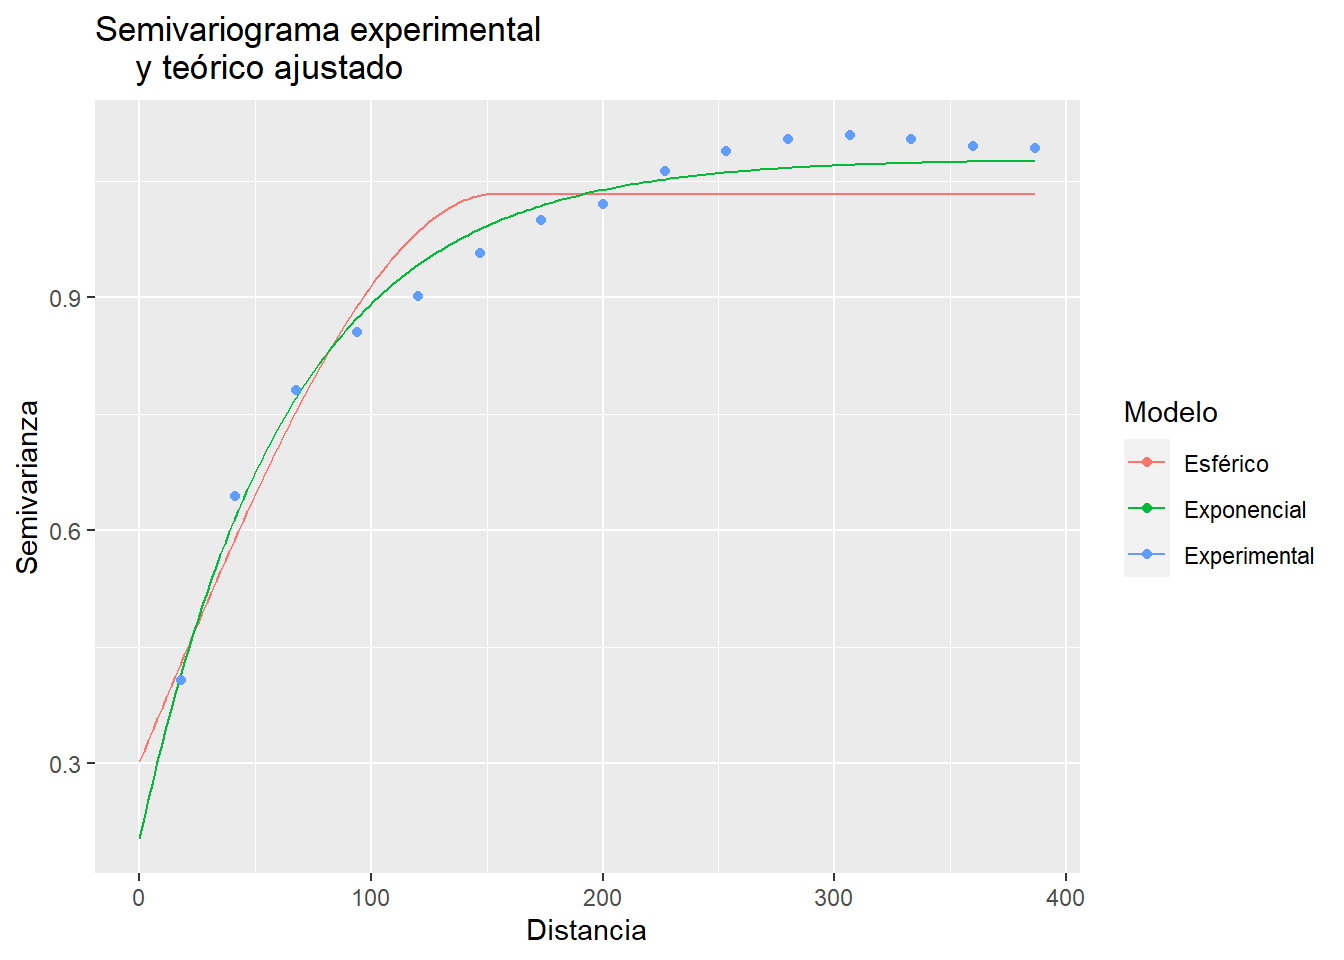 Semivariograma experimental
y teórico ajustado
Semivarianza
0.9
0.6
0.3
0
100
200
300
400
Distancia
Modelo
Esférico
Exponencial
Experimental